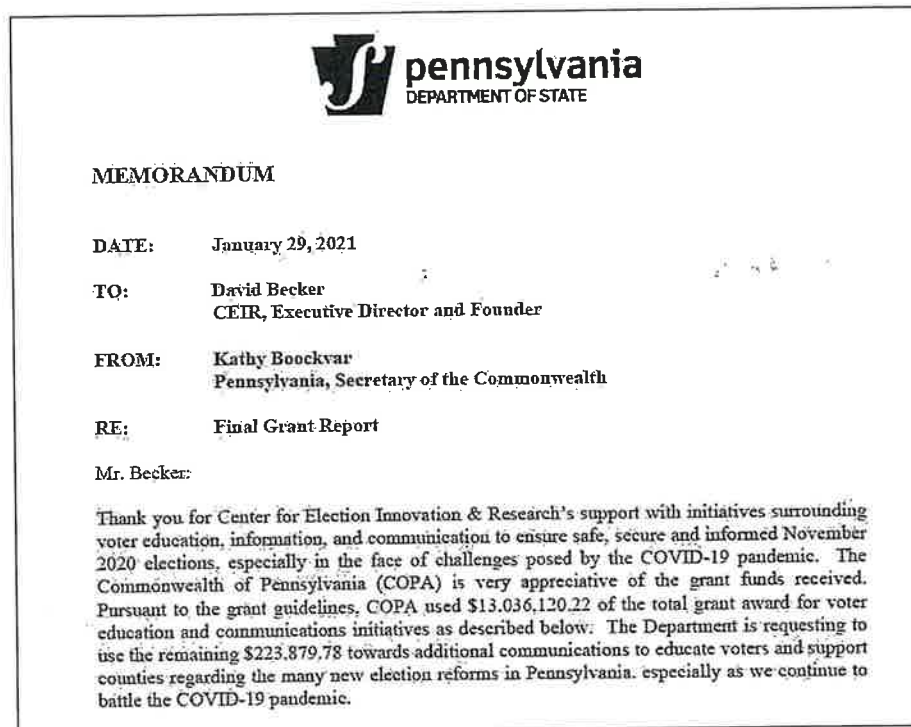 pennsylvania
DEPARTMENT OF STATE
MEMORANDUM
DATE: January 29, 2021
TO: David Becker
CEIR, Executive Director and Founder
FROM: Kathy Boockvar
Pennsylvania, Secretary of the Commonwealth
RE: Final Grant Report
Mr. Becker:
Thank you for Center for Election Innovation & Research's support with initiatives surrounding
voter education, information, and communication to ensure safe, secure and informed November
2020 elections, especially in the face of challenges posed by the COVID-19 pandemic. The
Commonwealth of Pennsylvania (COPA) is very appreciative of the grant funds received.
Pursuant to the grant guidelines, COPA used $13,036,120.22 of the total grant award for voter
education and communications initiatives as described below. The Department is requesting to
use the remaining $223,879.78 towards additional communications to educate voters and support
counties regarding the many new election reforms in Pennsylvania, especially as we continue to
battle the COVID-19 pandemic.